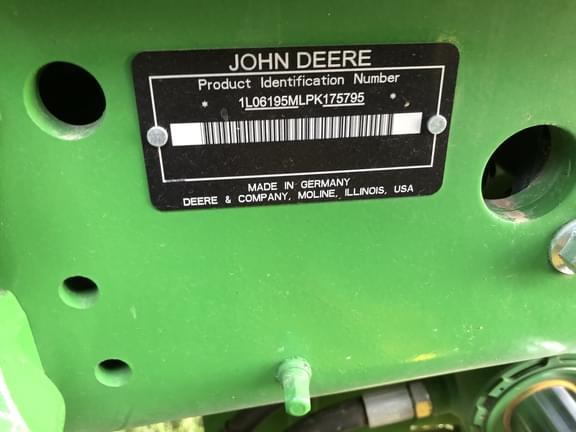 JOHN DEERE
Product Identification Number
* 1L06195MLPK175795 *
MADE IN GERMANY
DEERE & COMPANY, MOLINE, ILLINOIS, USA